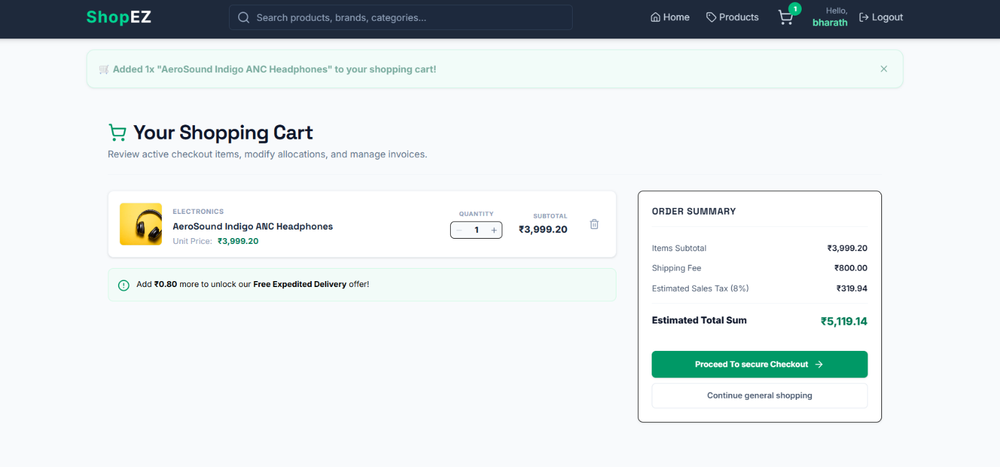 ShopEZ
Search products, brands, categories...
Home
Products
1
Hello,
bharath
Logout
🛒 Added 1x "AeroSound Indigo ANC Headphones" to your shopping cart!
Your Shopping Cart
Review active checkout items, modify allocations, and manage invoices.
ELECTRONICS
AeroSound Indigo ANC Headphones
Unit Price: ₹3,999.20
QUANTITY
− 1 +
SUBTOTAL
₹3,999.20
Add ₹0.80 more to unlock our Free Expedited Delivery offer!
ORDER SUMMARY
Items Subtotal ₹3,999.20
Shipping Fee ₹800.00
Estimated Sales Tax (8%) ₹319.94
Estimated Total Sum ₹5,119.14
Proceed To secure Checkout →
Continue general shopping